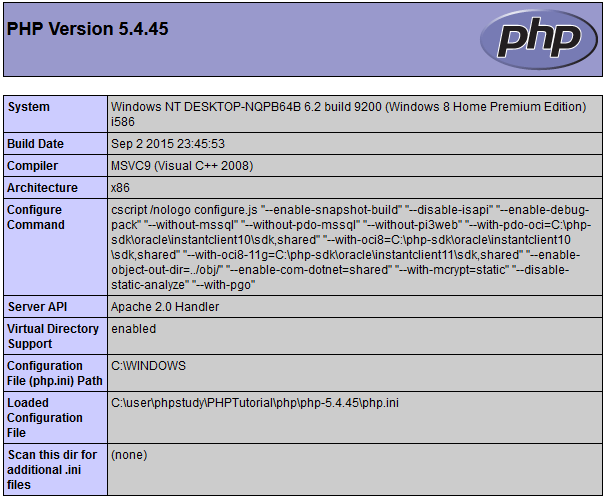 PHP Version 5.4.45
php
System
Windows NT DESKTOP-NQPB64B 6.2 build 9200 (Windows 8 Home Premium Edition)
i586
Build Date
Sep 2 2015 23:45:53
Compiler
MSVC9 (Visual C++ 2008)
Architecture
x86
Configure
Command
cscript /nologo configure.js "--enable-snapshot-build" "--disable-isapi" "--enable-debug-
pack" "--without-mssql" "--without-pdo-mssql" "--without-pi3web" "--with-pdo-oci=C:\php-
sdk\oracle\instantclient10\sdk,shared" "--with-oci8=C:\php-sdk\oracle\instantclient10
\sdk,shared" "--with-oci8-11g=C:\php-sdk\oracle\instantclient11\sdk,shared" "--enable-
object-out-dir=../obj/" "--enable-com-dotnet=shared" "--with-mcrypt=static" "--disable-
static-analyze" "--with-pgo"
Server API
Apache 2.0 Handler
Virtual Directory
Support
enabled
Configuration
File (php.ini) Path
C:\WINDOWS
Loaded
Configuration
File
C:\user\phpstudy\PHPTutorial\php\php-5.4.45\php.ini
Scan this dir for
additional .ini
files
(none)